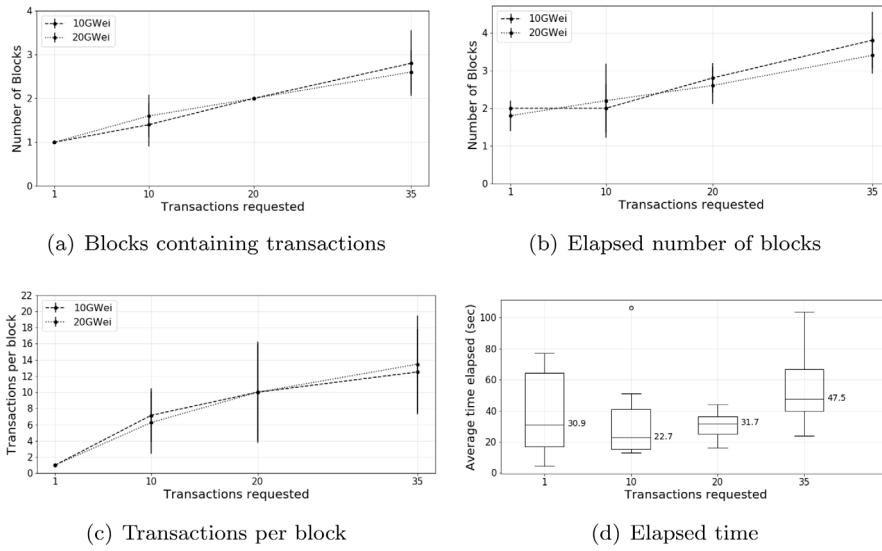 4
3
2
1
0
Number of Blocks
10GWei
20GWei
1 10 20 35
Transactions requested
(a) Blocks containing transactions
4
3
2
1
0
Number of Blocks
10GWei
20GWei
1 10 20 35
Transactions requested
(b) Elapsed number of blocks
22
20
18
16
14
12
10
8
6
4
2
0
Transactions per block
10GWei
20GWei
1 10 20 35
Transactions requested
(c) Transactions per block
100
80
60
40
20
0
Average time elapsed (sec)
30.9
22.7
31.7
47.5
1 10 20 35
Transactions requested
(d) Elapsed time